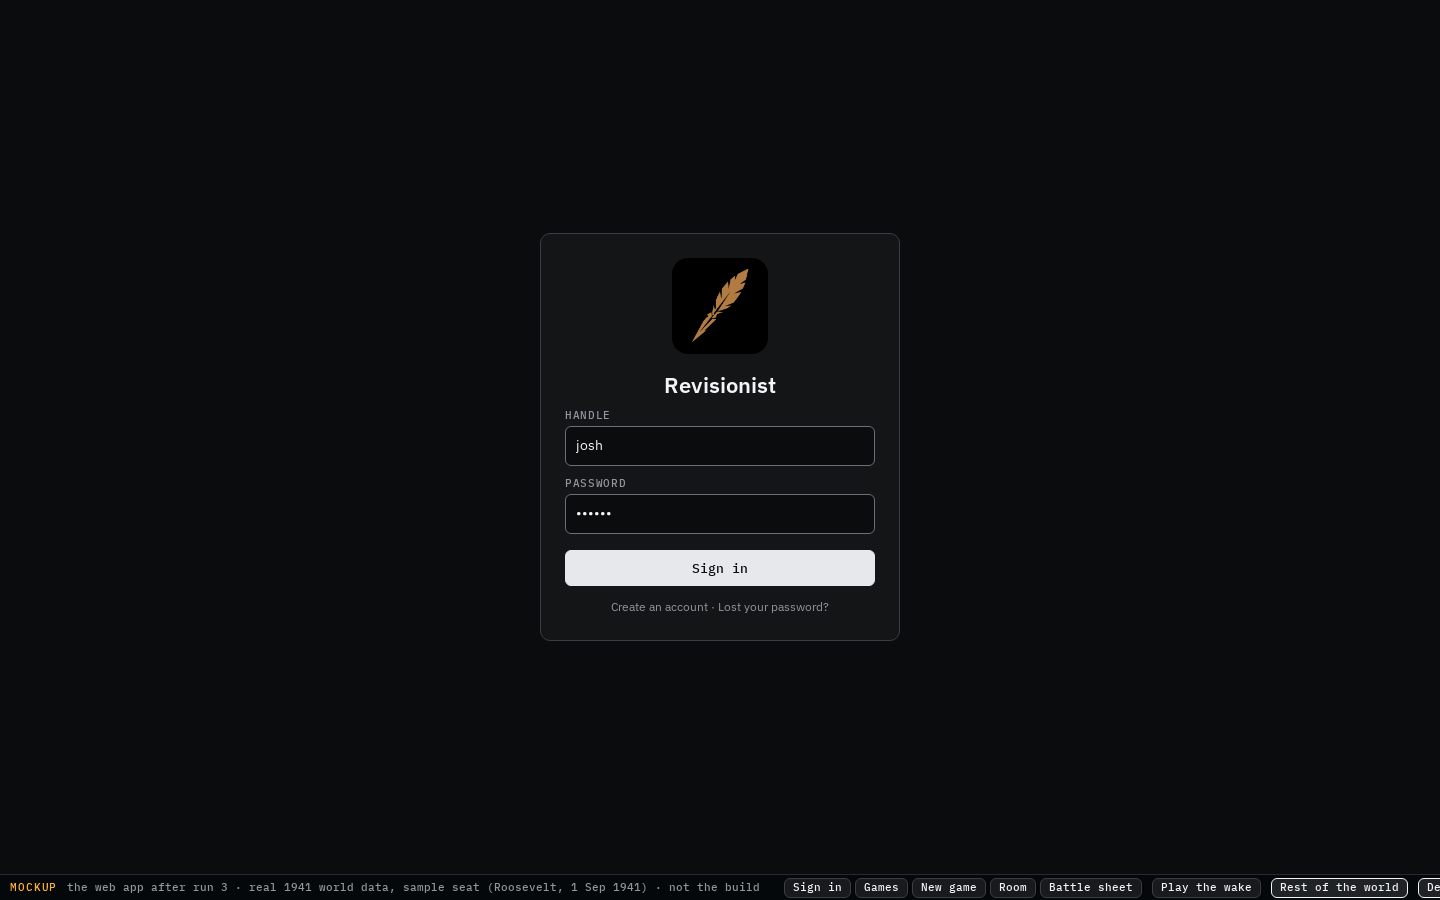 Revisionist
HANDLE
josh
PASSWORD
••••••
Sign in
Create an account · Lost your password?
MOCKUP the web app after run 3 · real 1941 world data, sample seat (Roosevelt, 1 Sep 1941) · not the build Sign in Games New game Room Battle sheet Play the wake Rest of the world